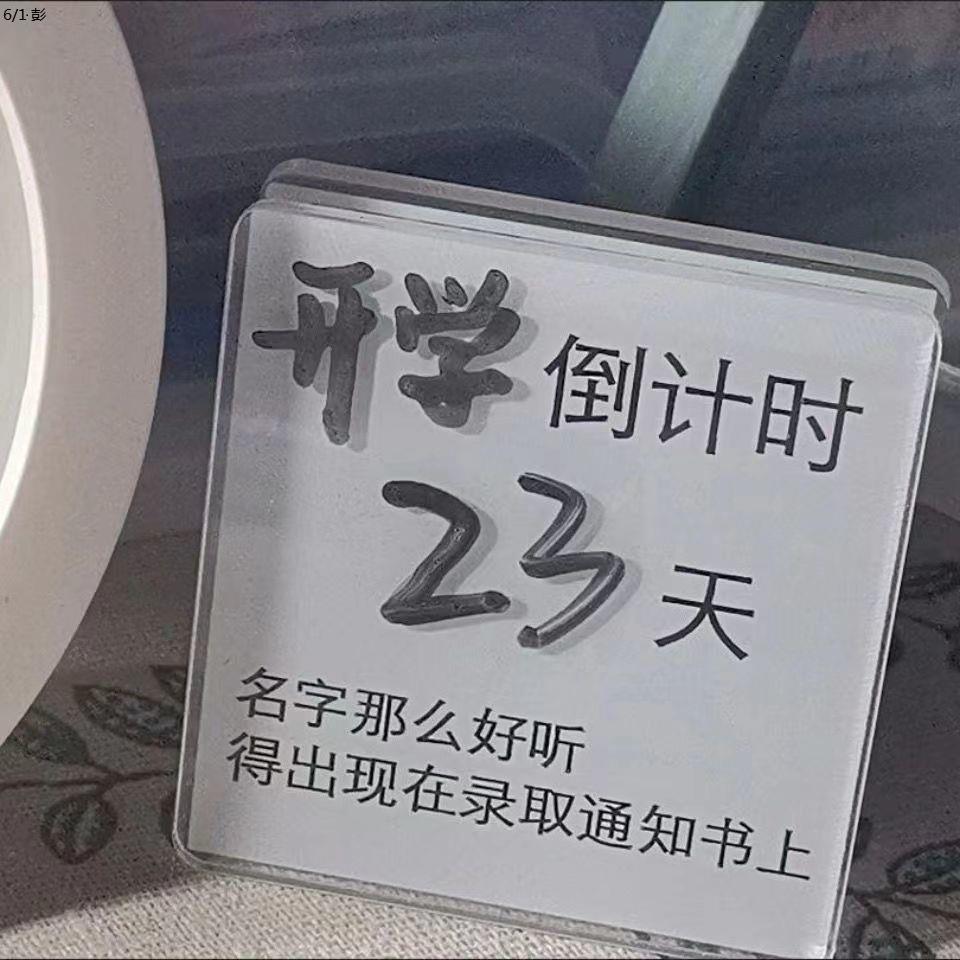 6/1·彭
开学倒计时
23天
名字那么好听
得出现在录取通知书上